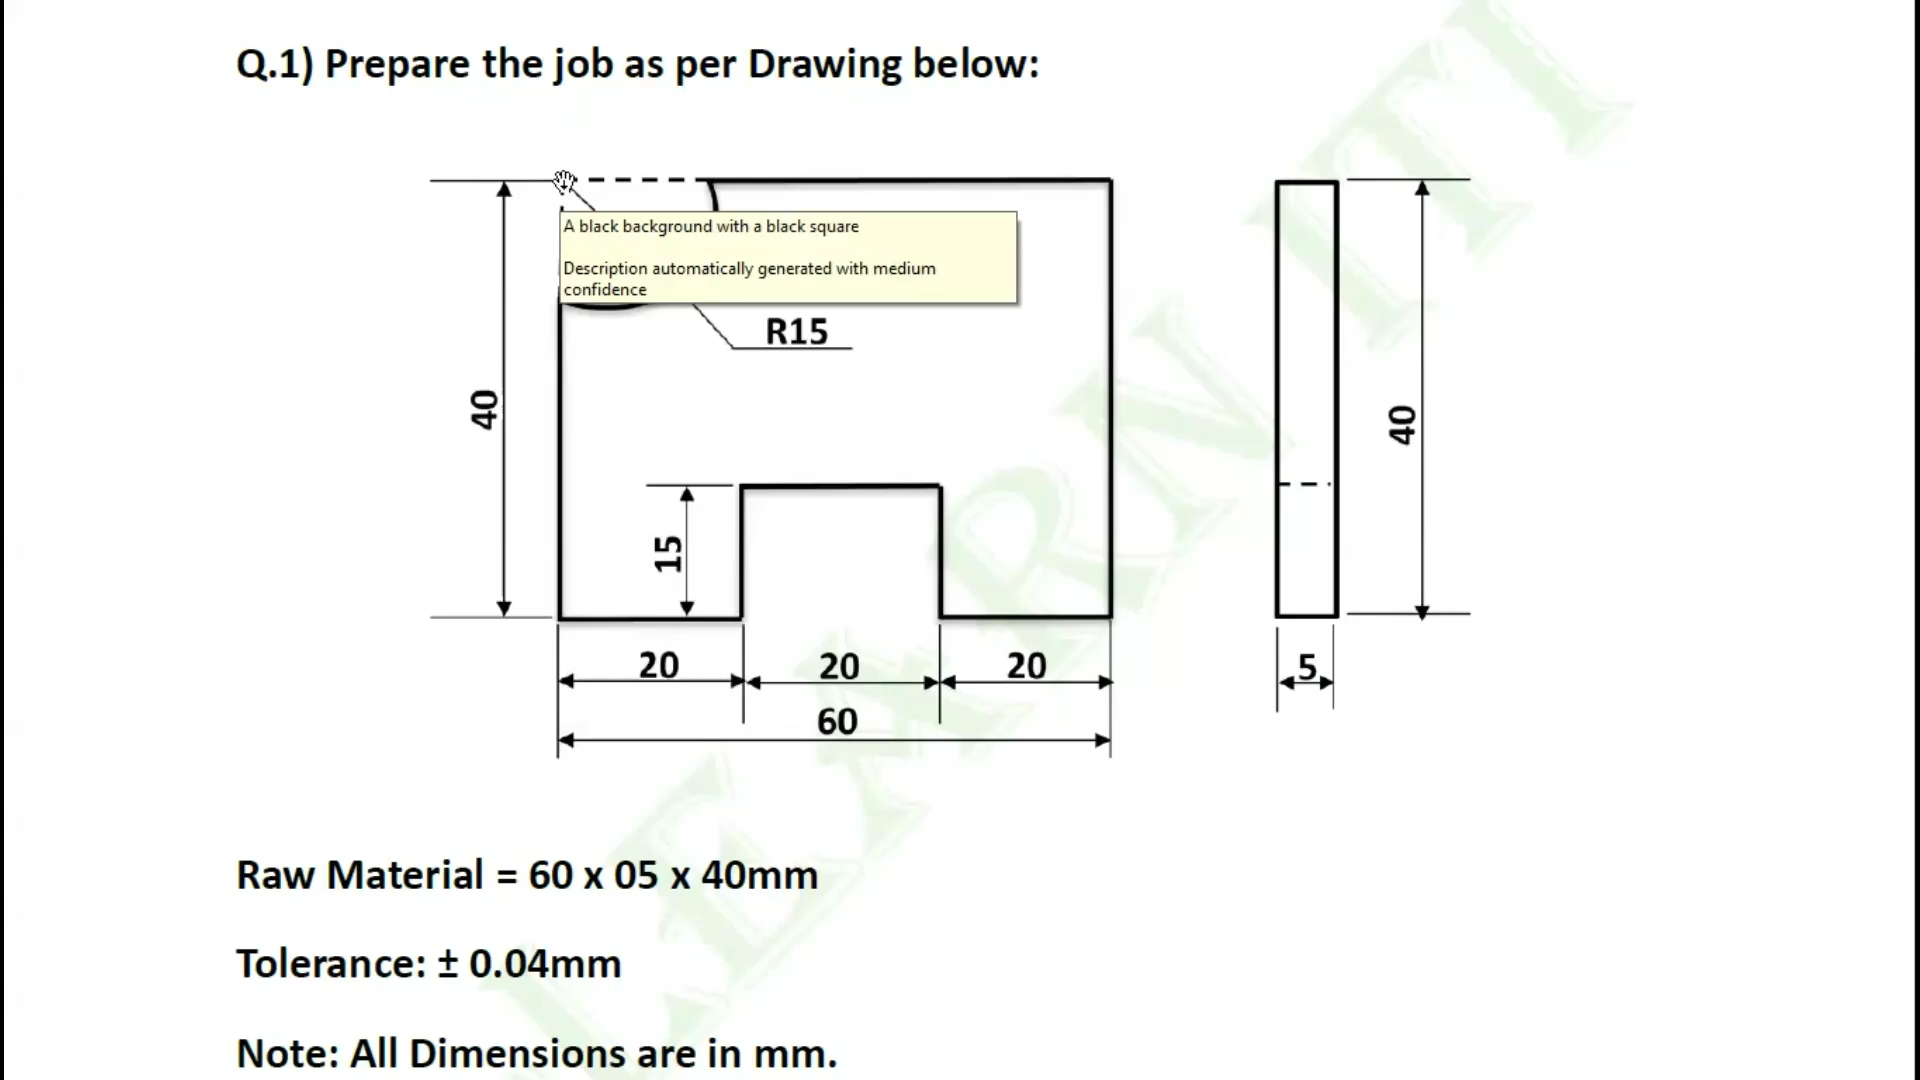 Q.1) Prepare the job as per Drawing below:
A black background with a black square
Description automatically generated with medium
confidence
R15
40
40
15
20
20
20
5
60
Raw Material = 60 x 05 x 40mm
Tolerance: ± 0.04mm
Note: All Dimensions are in mm.